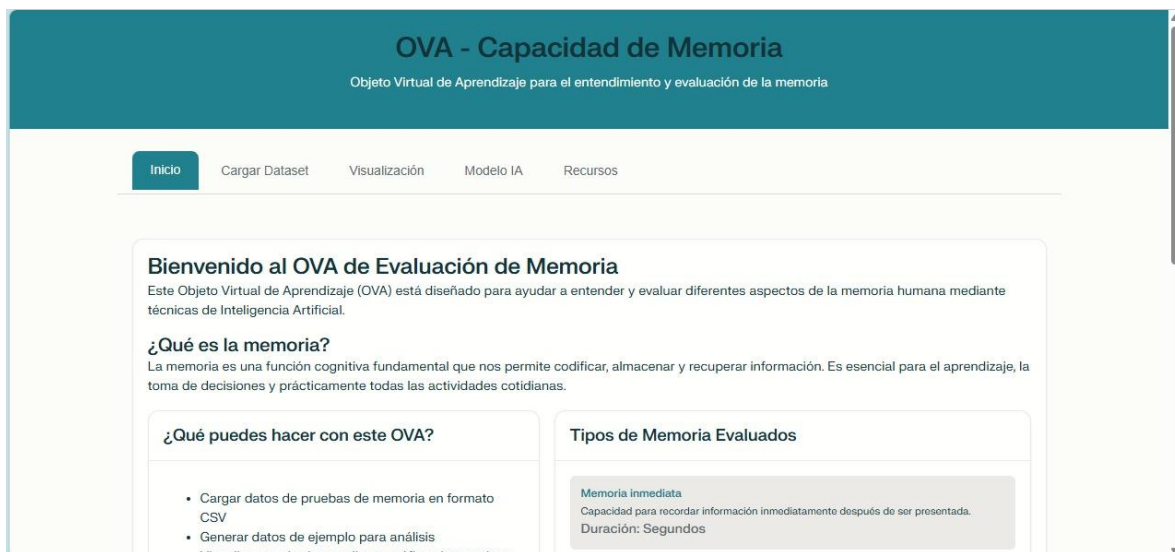 OVA - Capacidad de Memoria
Objeto Virtual de Aprendizaje para el entendimiento y evaluación de la memoria
Inicio
Cargar Dataset
Visualización
Modelo IA
Recursos
Bienvenido al OVA de Evaluación de Memoria
Este Objeto Virtual de Aprendizaje (OVA) está diseñado para ayudar a entender y evaluar diferentes aspectos de la memoria humana mediante
técnicas de Inteligencia Artificial.
¿Qué es la memoria?
La memoria es una función cognitiva fundamental que nos permite codificar, almacenar y recuperar información. Es esencial para el aprendizaje, la
toma de decisiones y prácticamente todas las actividades cotidianas.
¿Qué puedes hacer con este OVA?
• Cargar datos de pruebas de memoria en formato
CSV
• Generar datos de ejemplo para análisis
Tipos de Memoria Evaluados
Memoria inmediata
Capacidad para recordar información inmediatamente después de ser presentada.
Duración: Segundos